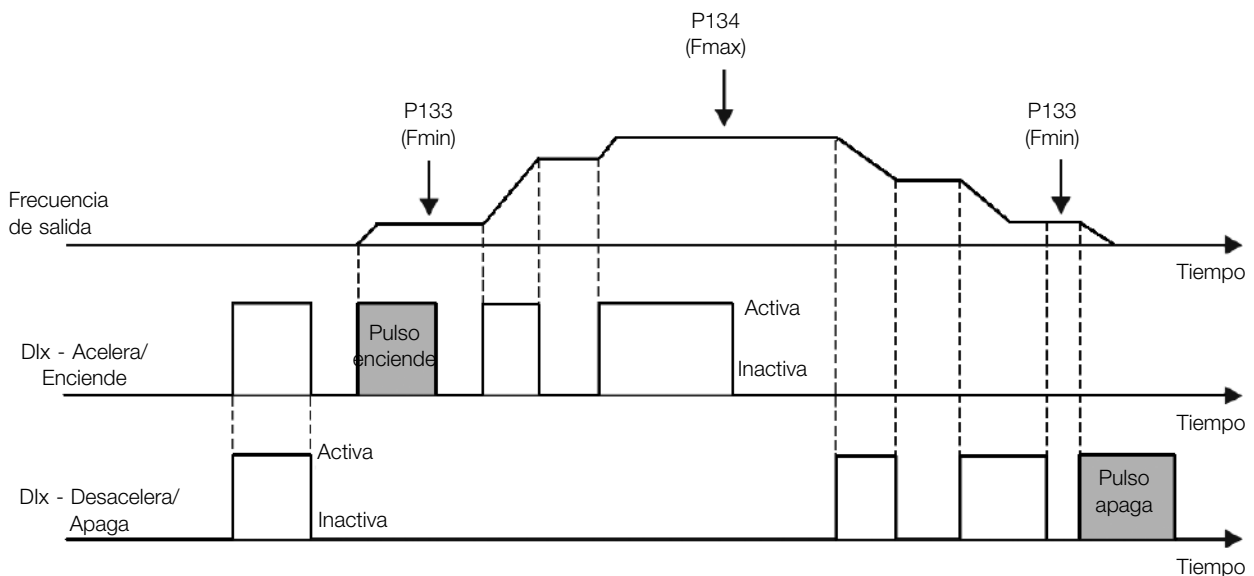 P134
(Fmax)
P133
(Fmin)
P133
(Fmin)
Frecuencia
de salida
Tiempo
DIx - Acelera/
Enciende
Pulso
enciende
Activa
Inactiva
Tiempo
DIx - Desacelera/
Apaga
Activa
Inactiva
Pulso
apaga
Tiempo